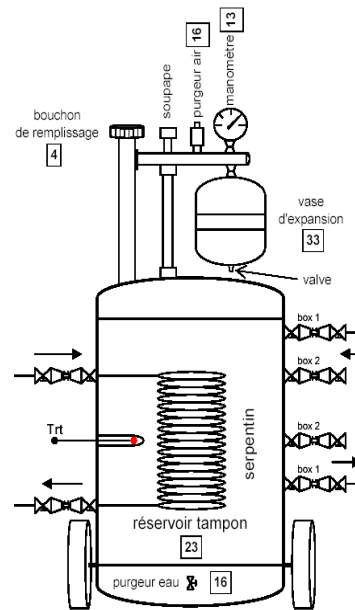 13
manomètre
16
purgeur air
soupape
bouchon
de remplissage
4
vase
d'expansion
33
valve
box 1
box 2
Trt
box 2
serpentin
box 1
réservoir tampon
23
purgeur eau
16